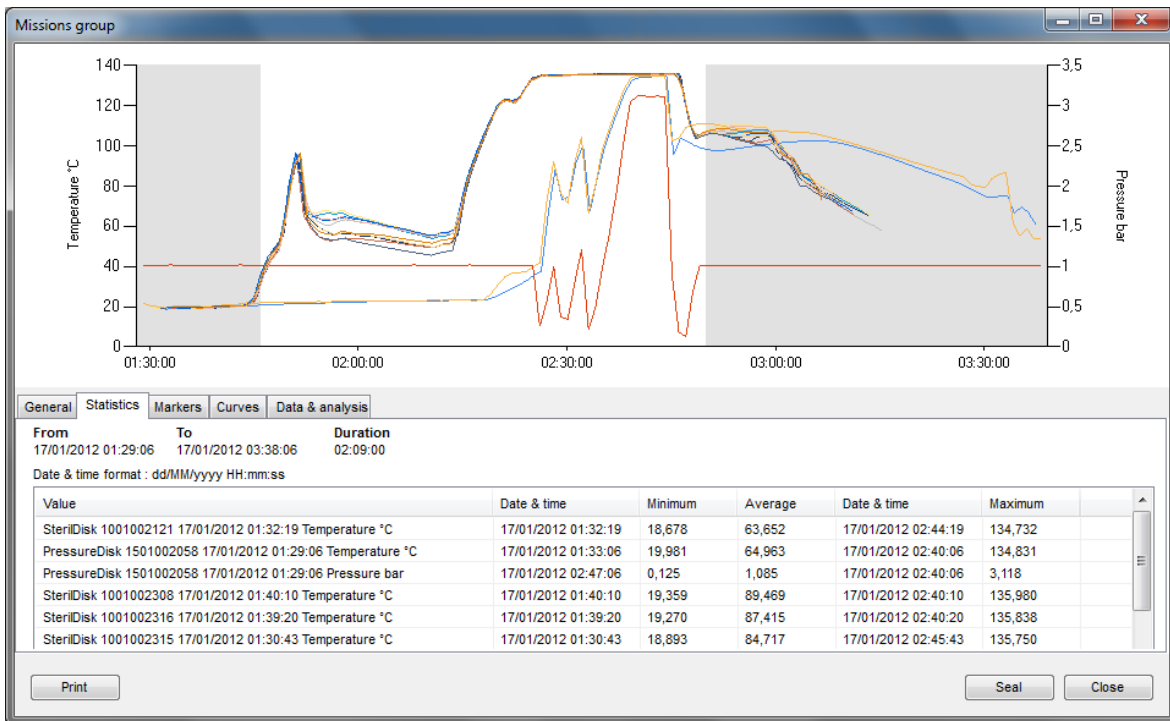 Missions group
140
120
100
80
60
40
20
0
Temperature °C
3,5
3
2,5
2
1,5
1
0,5
0
Pressure bar
01:30:00 02:00:00 02:30:00 03:00:00 03:30:00
General Statistics Markers Curves Data & analysis
From To Duration
17/01/2012 01:29:06 17/01/2012 03:38:06 02:09:00
Date & time format : dd/MM/yyyy HH:mm:ss
Value Date & time Minimum Average Date & time Maximum
SterilDisk 1001002121 17/01/2012 01:32:19 Temperature °C 17/01/2012 01:32:19 18,678 63,652 17/01/2012 02:44:19 134,732
PressureDisk 1501002058 17/01/2012 01:29:06 Temperature °C 17/01/2012 01:33:06 19,981 64,963 17/01/2012 02:40:06 134,831
PressureDisk 1501002058 17/01/2012 01:29:06 Pressure bar 17/01/2012 02:47:06 0,125 1,085 17/01/2012 02:40:06 3,118
SterilDisk 1001002308 17/01/2012 01:40:10 Temperature °C 17/01/2012 01:40:10 19,359 89,469 17/01/2012 02:40:10 135,980
SterilDisk 1001002316 17/01/2012 01:39:20 Temperature °C 17/01/2012 01:39:20 19,270 87,415 17/01/2012 02:40:20 135,838
SterilDisk 1001002315 17/01/2012 01:30:43 Temperature °C 17/01/2012 01:30:43 18,893 84,717 17/01/2012 02:45:43 135,750
Print Seal Close